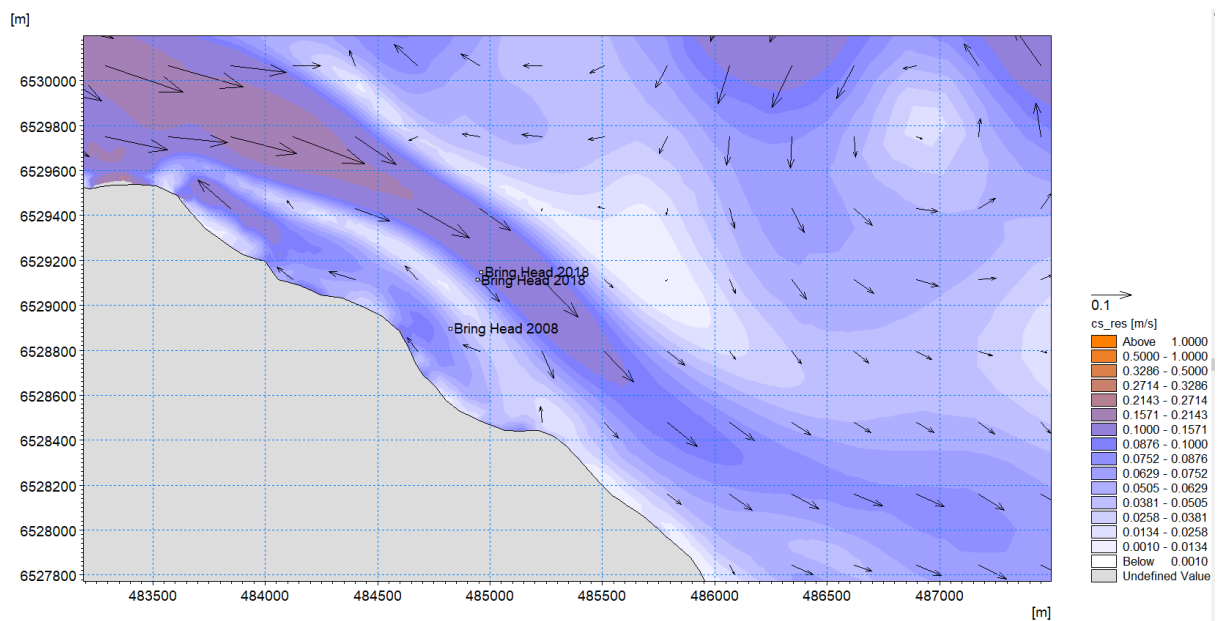 [m]
6530000
6529800
6529600
6529400
6529200
6529000
6528800
6528600
6528400
6528200
6528000
6527800
Bring Head 2018
Bring Head 2018
Bring Head 2008
483500 484000 484500 485000 485500 486000 486500 487000
[m]
0.1
cs_res [m/s]
Above 1.0000
0.5000 - 1.0000
0.3286 - 0.5000
0.2714 - 0.3286
0.2143 - 0.2714
0.1571 - 0.2143
0.1000 - 0.1571
0.0876 - 0.1000
0.0752 - 0.0876
0.0629 - 0.0752
0.0505 - 0.0629
0.0381 - 0.0505
0.0258 - 0.0381
0.0134 - 0.0258
0.0010 - 0.0134
Below 0.0010
Undefined Value